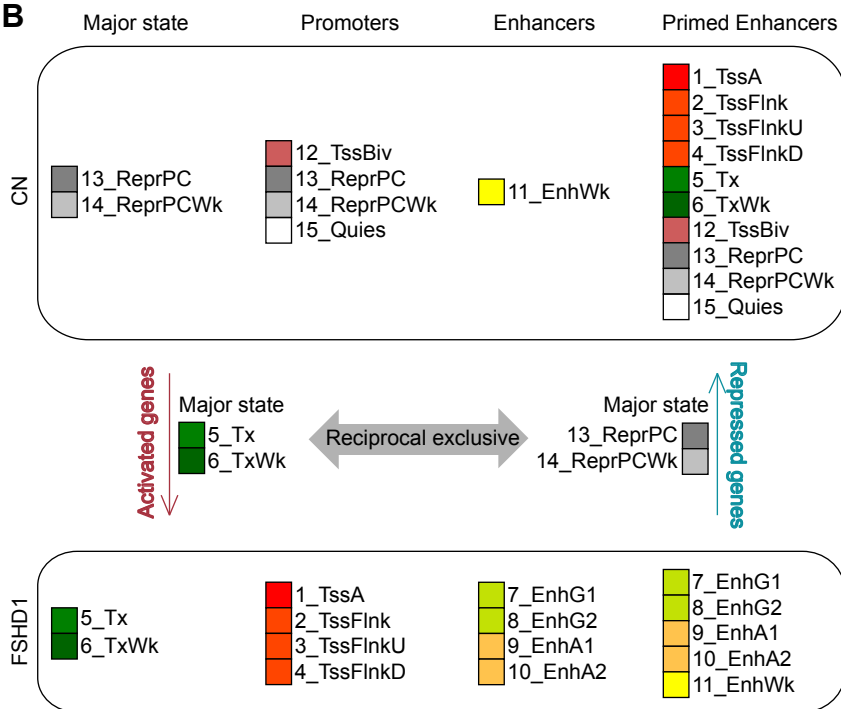 B
Major state
Promoters
Enhancers
Primed Enhancers
CN
13_ReprPC
14_ReprPCWk
12_TssBiv
13_ReprPC
14_ReprPCWk
15_Quies
11_EnhWk
1_TssA
2_TssFlnk
3_TssFlnkU
4_TssFlnkD
5_Tx
6_TxWk
12_TssBiv
13_ReprPC
14_ReprPCWk
15_Quies
Activated genes
Major state
5_Tx
6_TxWk
Reciprocal exclusive
Major state
13_ReprPC
14_ReprPCWk
Repressed genes
FSHD1
5_Tx
6_TxWk
1_TssA
2_TssFlnk
3_TssFlnkU
4_TssFlnkD
7_EnhG1
8_EnhG2
9_EnhA1
10_EnhA2
7_EnhG1
8_EnhG2
9_EnhA1
10_EnhA2
11_EnhWk